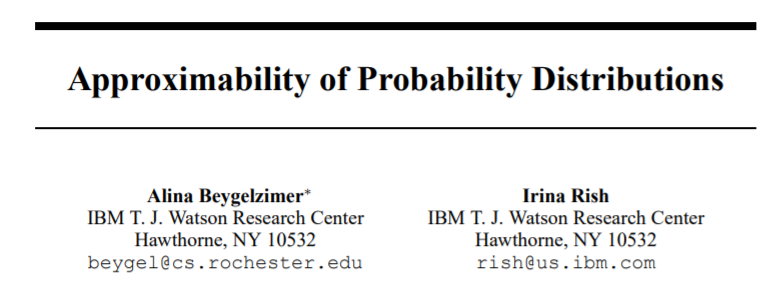 Approximability of Probability Distributions
Alina Beygelzimer*
IBM T. J. Watson Research Center
Hawthorne, NY 10532
beygel@cs.rochester.edu
Irina Rish
IBM T. J. Watson Research Center
Hawthorne, NY 10532
rish@us.ibm.com